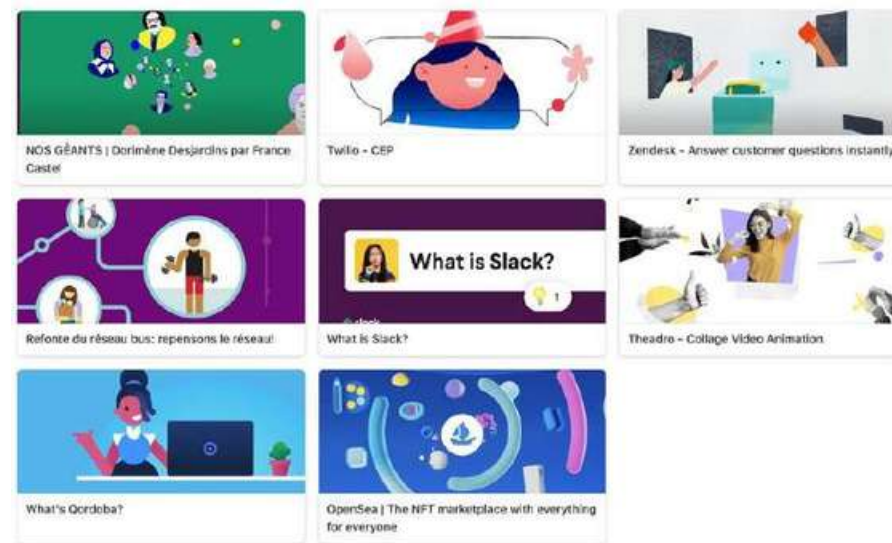 NOS GÉANTS | Dorimène Desjardins par France
Castel
Twilio – CEP
Zendesk – Answer customer questions instantly
What is Slack?
1
slack
Refonte du réseau bus: repensons le réseau!
What is Slack?
Theadro – Collage Video Animation
What's Qordoba?
OpenSea | The NFT marketplace with everything
for everyone